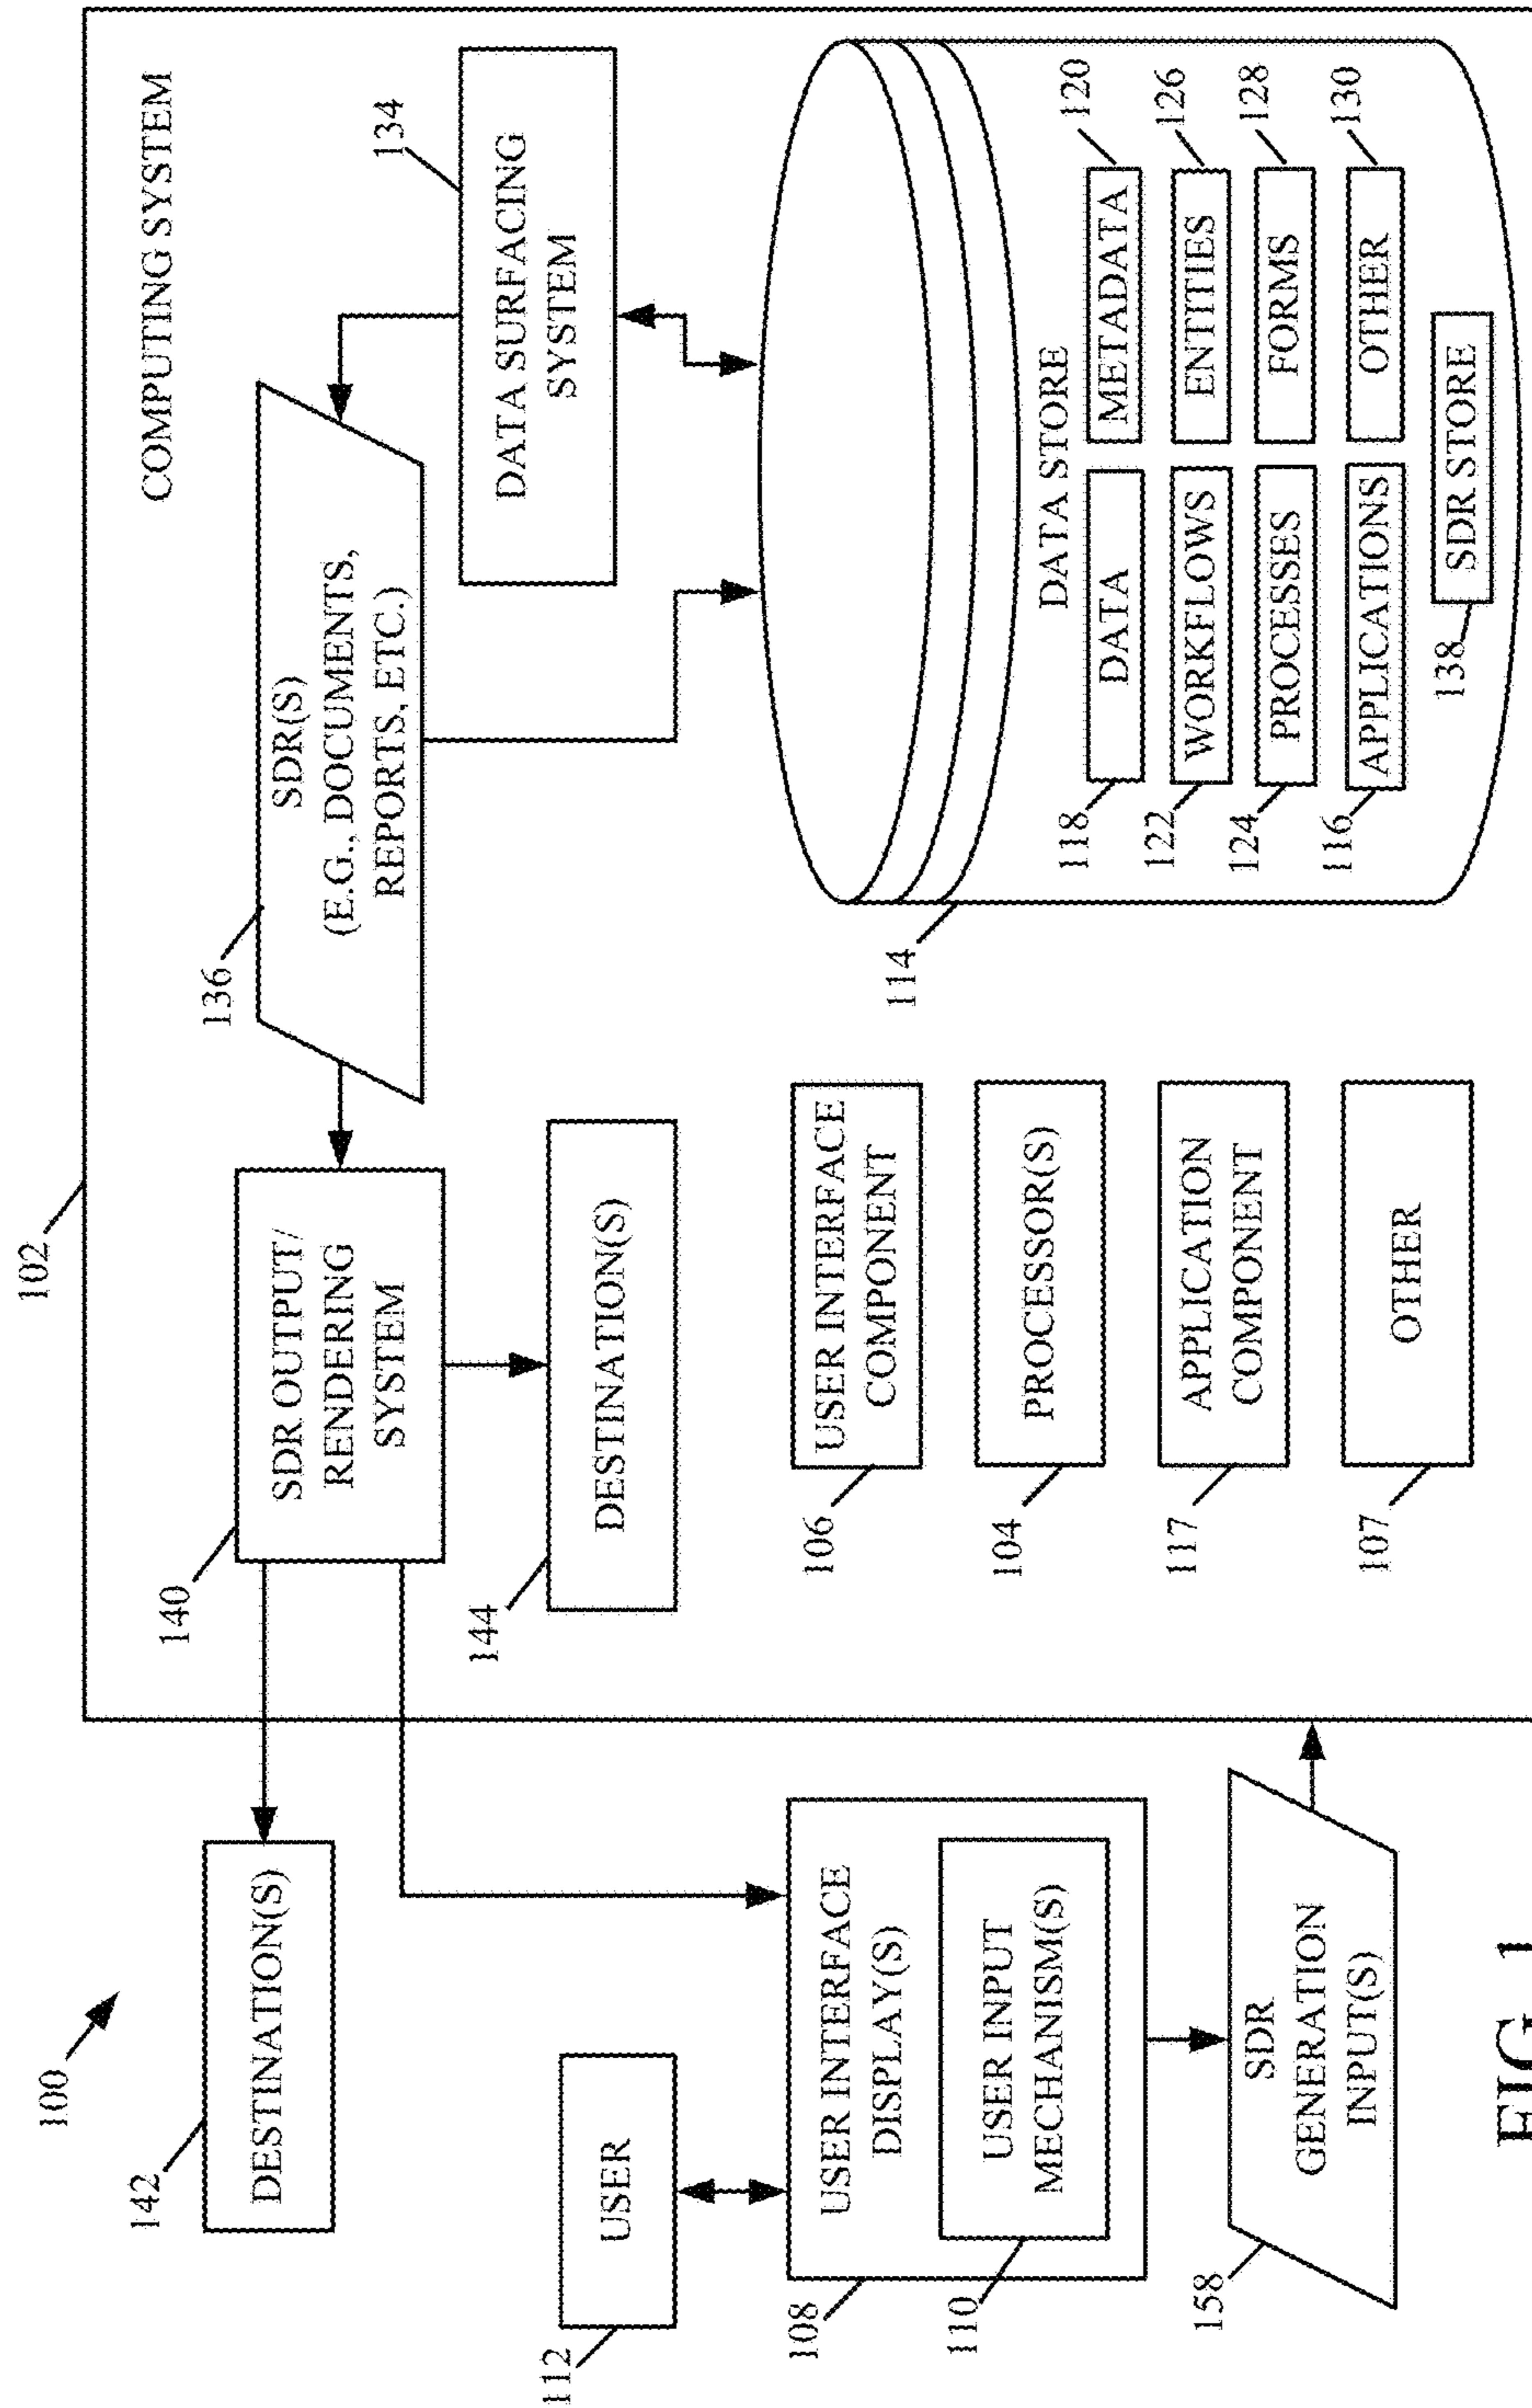 100
102
COMPUTING SYSTEM
142
DESTINATION(S)
140
SDR OUTPUT/
RENDERING
SYSTEM
136
SDR(S)
(E.G., DOCUMENTS,
REPORTS, ETC.)
134
DATA SURFACING
SYSTEM
144
DESTINATION(S)
112
USER
108
USER INTERFACE
DISPLAY(S)
110
USER INPUT
MECHANISM(S)
158
SDR
GENERATION
INPUT(S)
106
USER INTERFACE
COMPONENT
104
PROCESSOR(S)
117
APPLICATION
COMPONENT
107
OTHER
114
DATA STORE
118
DATA
METADATA
120
122
WORKFLOWS
ENTITIES
126
124
PROCESSES
FORMS
128
116
APPLICATIONS
OTHER
130
138
SDR STORE
FIG. 1